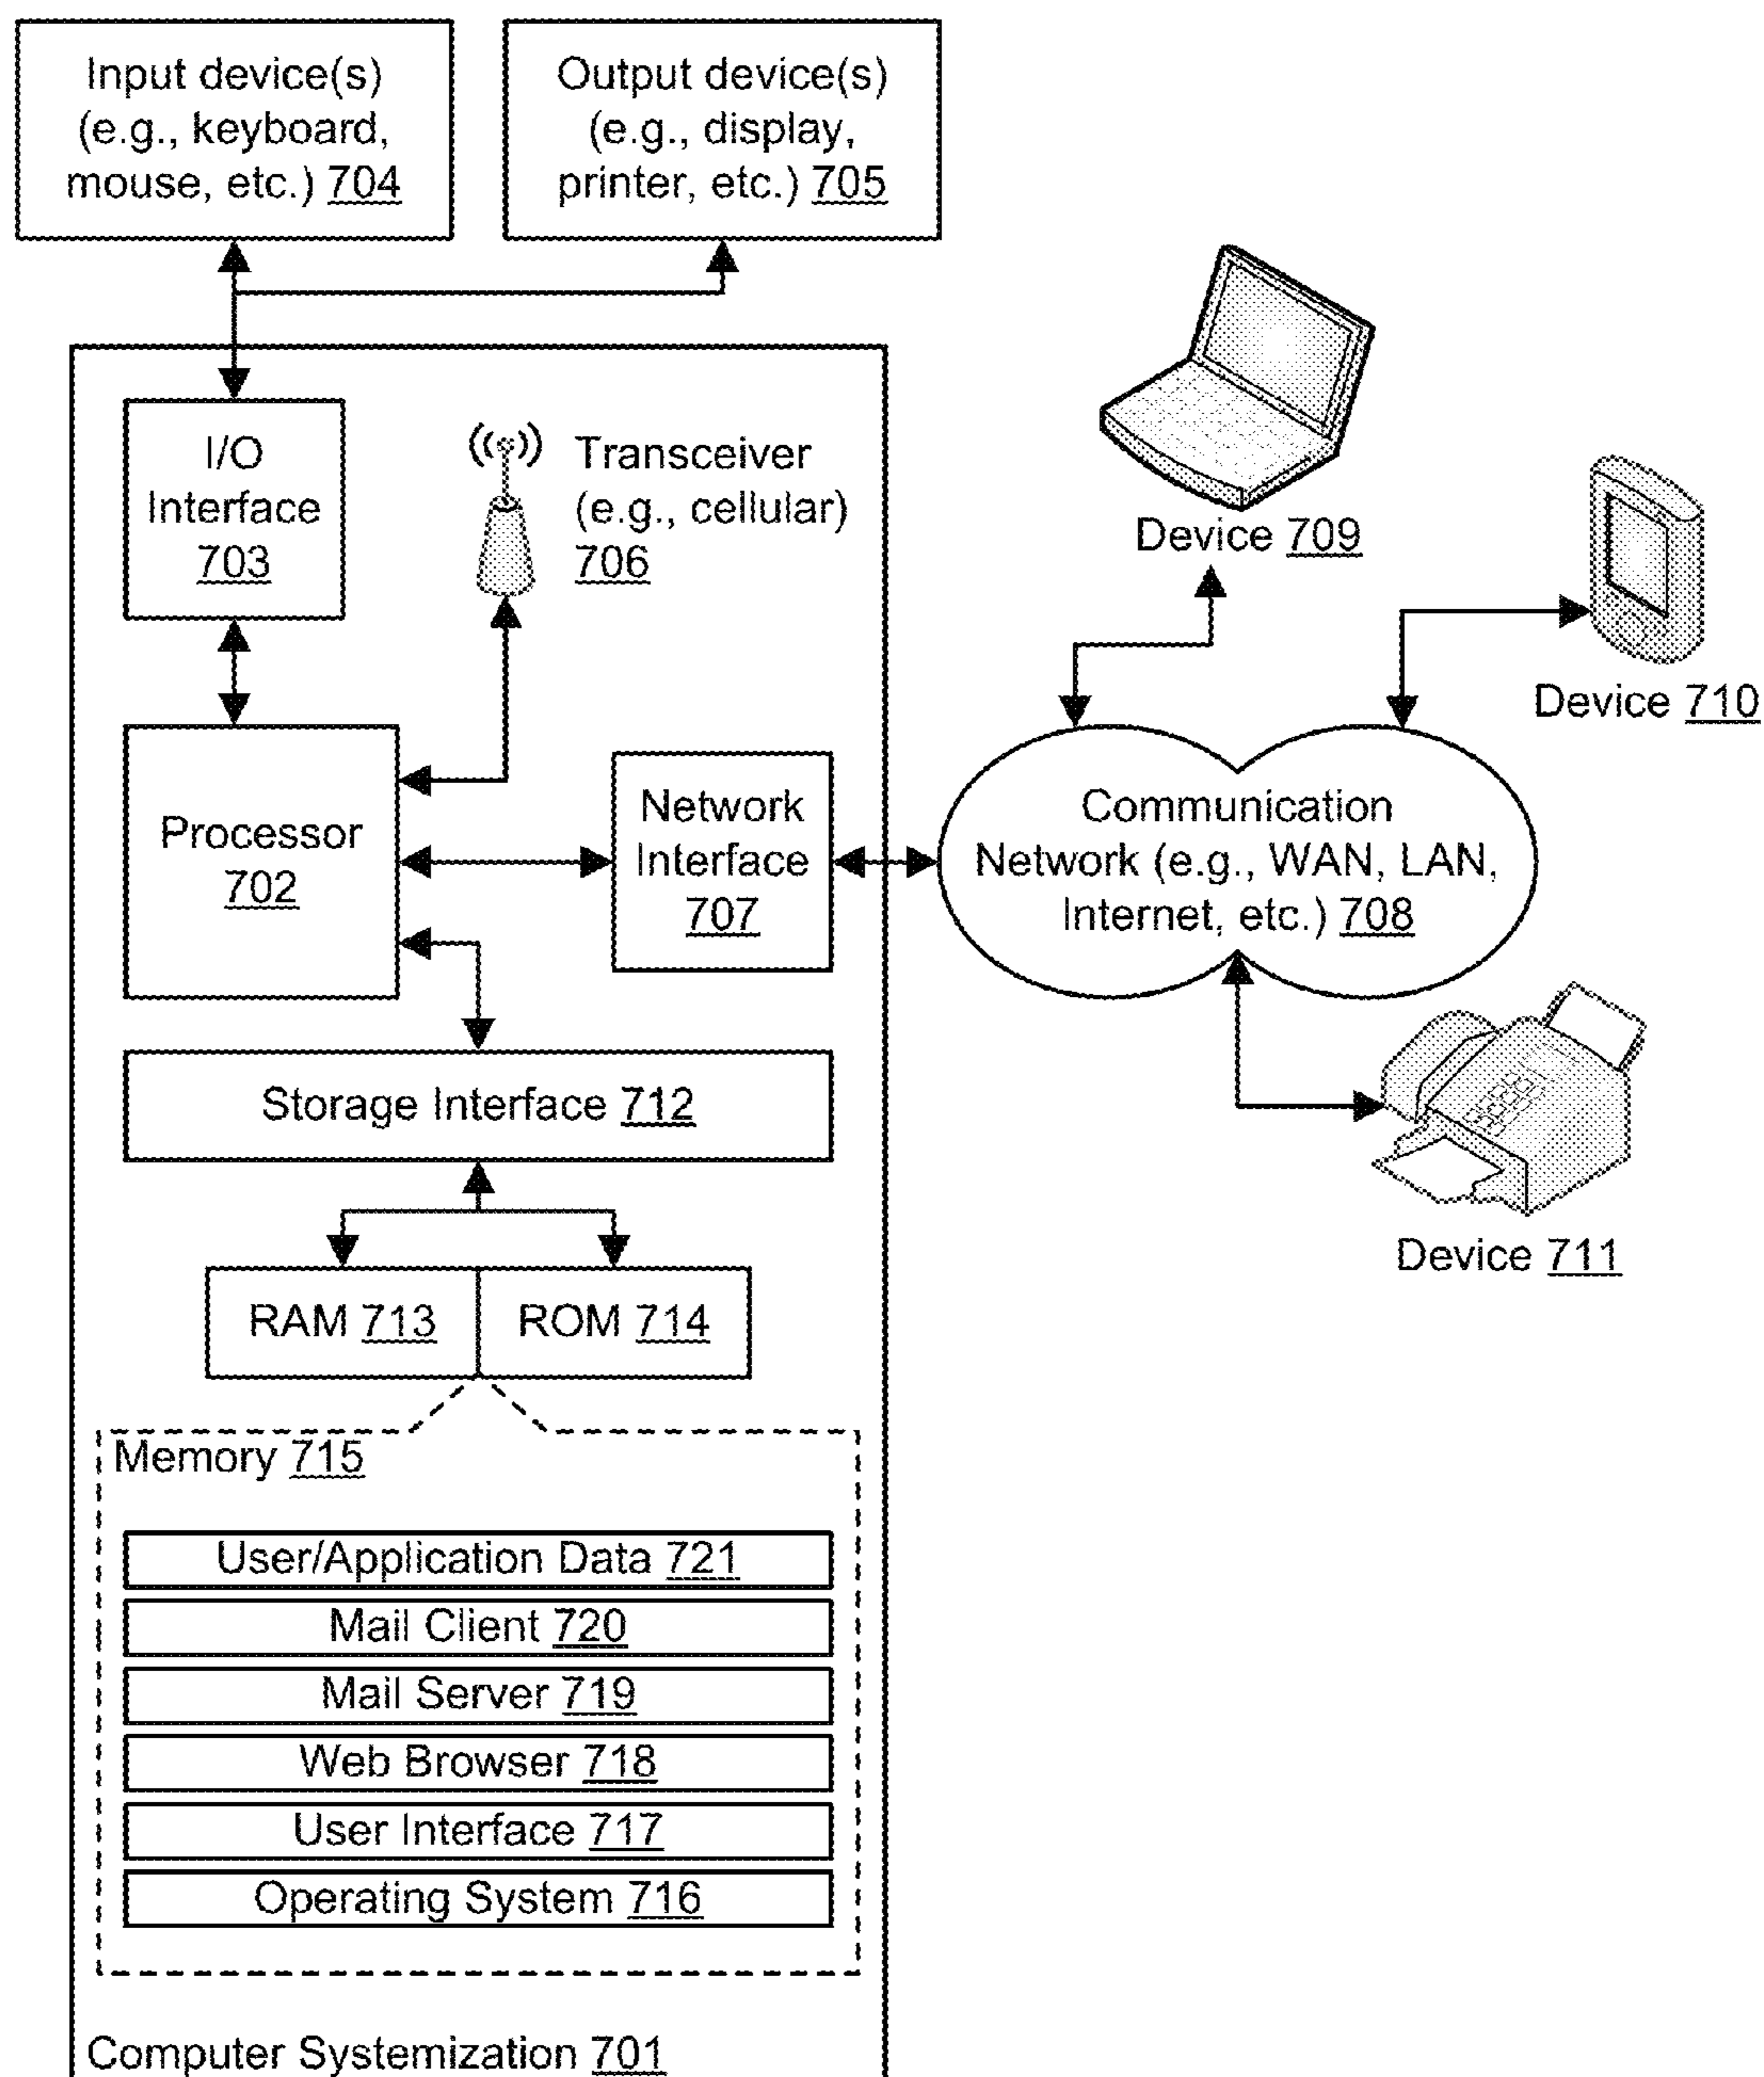 Input device(s)
(e.g., keyboard,
mouse, etc.) 704
Output device(s)
(e.g., display,
printer, etc.) 705
I/O
Interface
703
Transceiver
(e.g., cellular)
706
Device 709
Device 710
Processor
702
Network
Interface
707
Communication
Network (e.g., WAN, LAN,
Internet, etc.) 708
Storage Interface 712
Device 711
RAM 713
ROM 714
Memory 715
User/Application Data 721
Mail Client 720
Mail Server 719
Web Browser 718
User Interface 717
Operating System 716
Computer Systemization 701